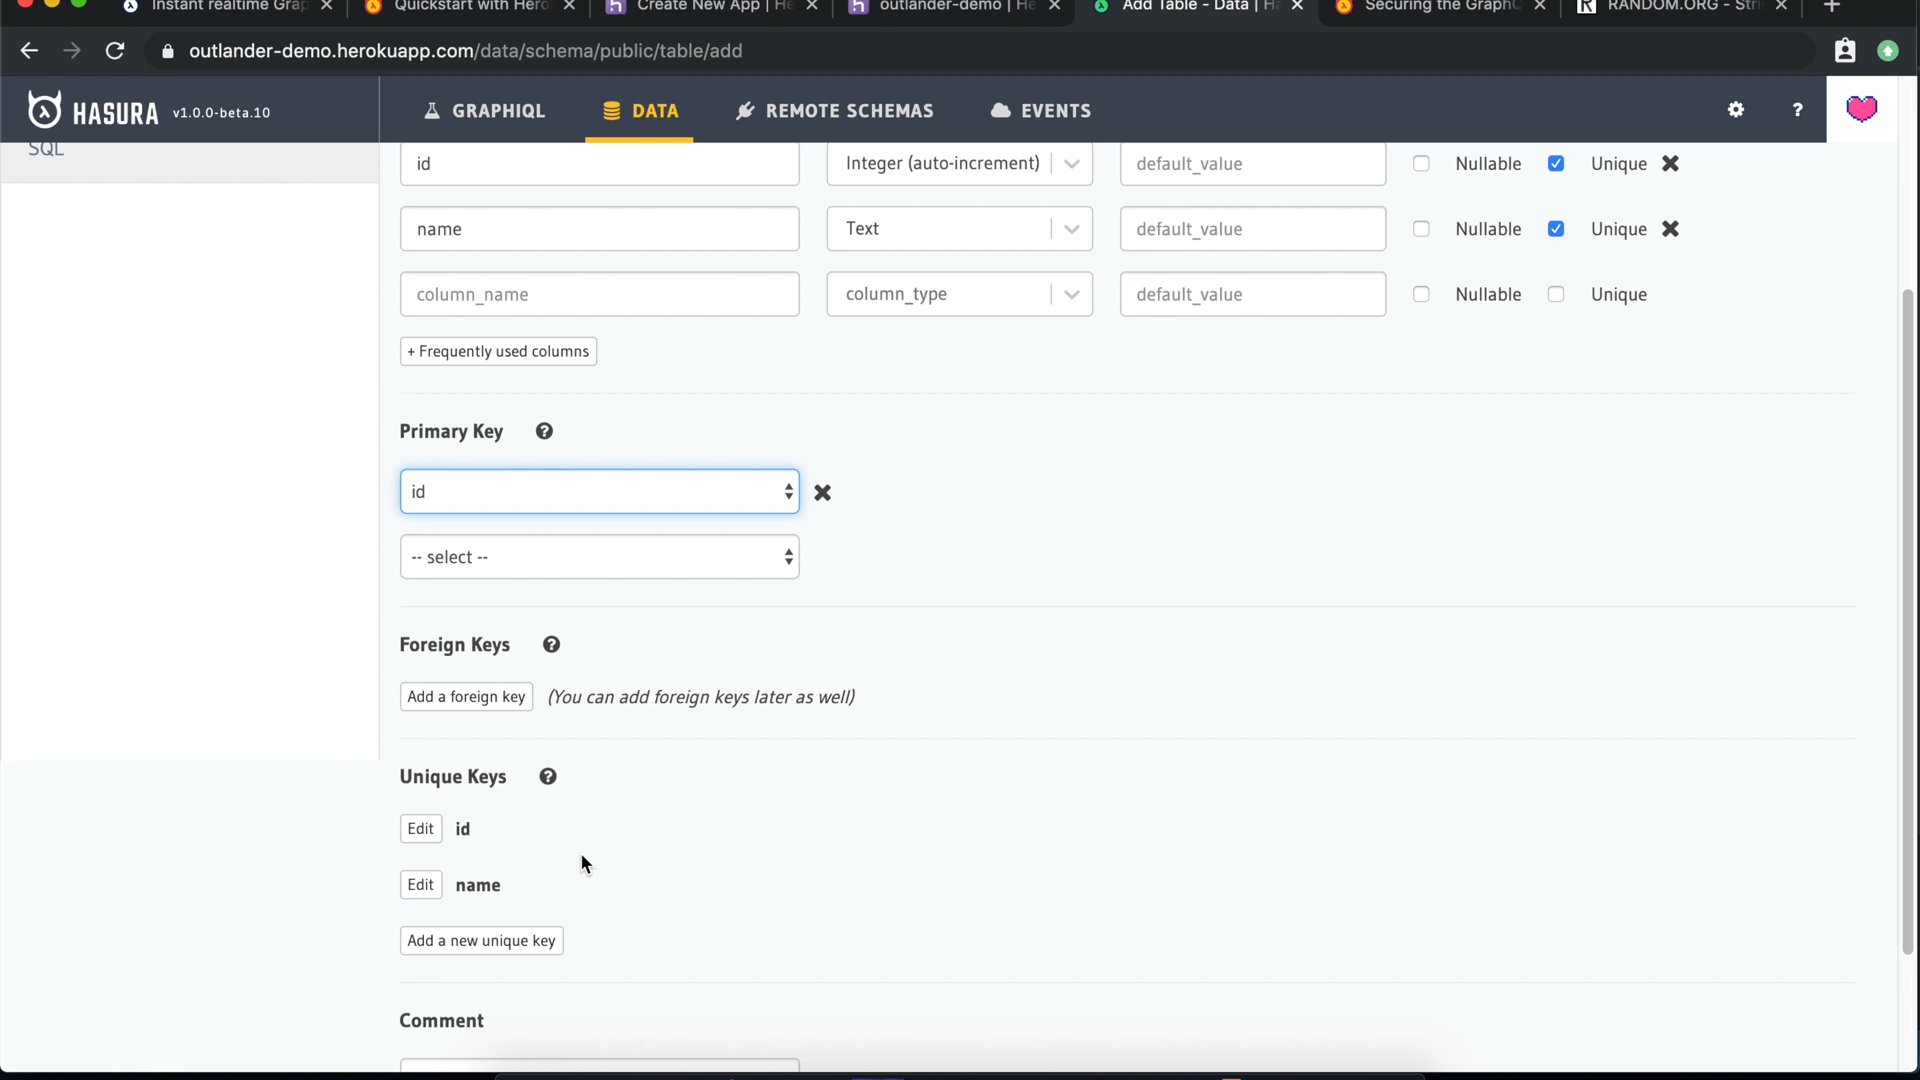 Instant realtime Grap
Quickstart with Hero
Create New App | He
outlander-demo | He
Add Table - Data | Ha
Securing the GraphQ
RANDOM.ORG - Stri
outlander-demo.herokuapp.com/data/schema/public/table/add
HASURA v1.0.0-beta.10
GRAPHIQL
DATA
REMOTE SCHEMAS
EVENTS
?
SQL
id Integer (auto-increment) default_value Nullable Unique
name Text default_value Nullable Unique
column_name column_type default_value Nullable Unique
+ Frequently used columns
Primary Key ?
id
-- select --
Foreign Keys ?
Add a foreign key (You can add foreign keys later as well)
Unique Keys ?
Edit id
Edit name
Add a new unique key
Comment